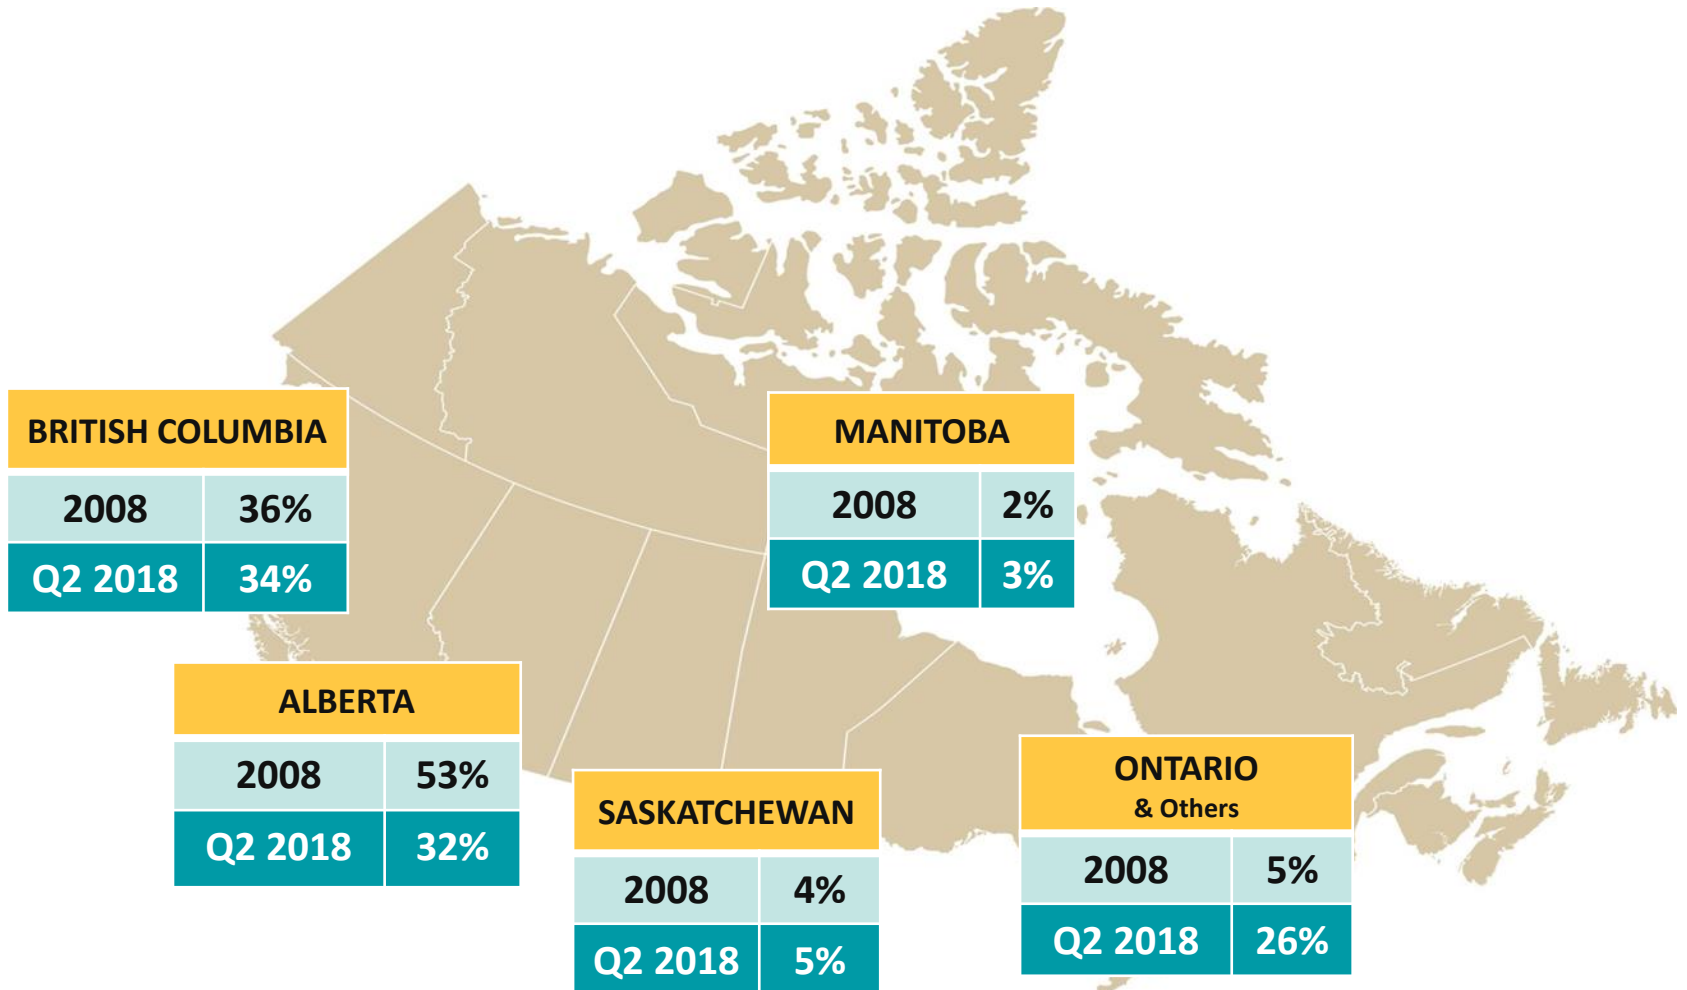 BRITISH COLUMBIA
2008 36%
Q2 2018 34%
MANITOBA
2008 2%
Q2 2018 3%
ALBERTA
2008 53%
Q2 2018 32%
SASKATCHEWAN
2008 4%
Q2 2018 5%
ONTARIO
& Others
2008 5%
Q2 2018 26%